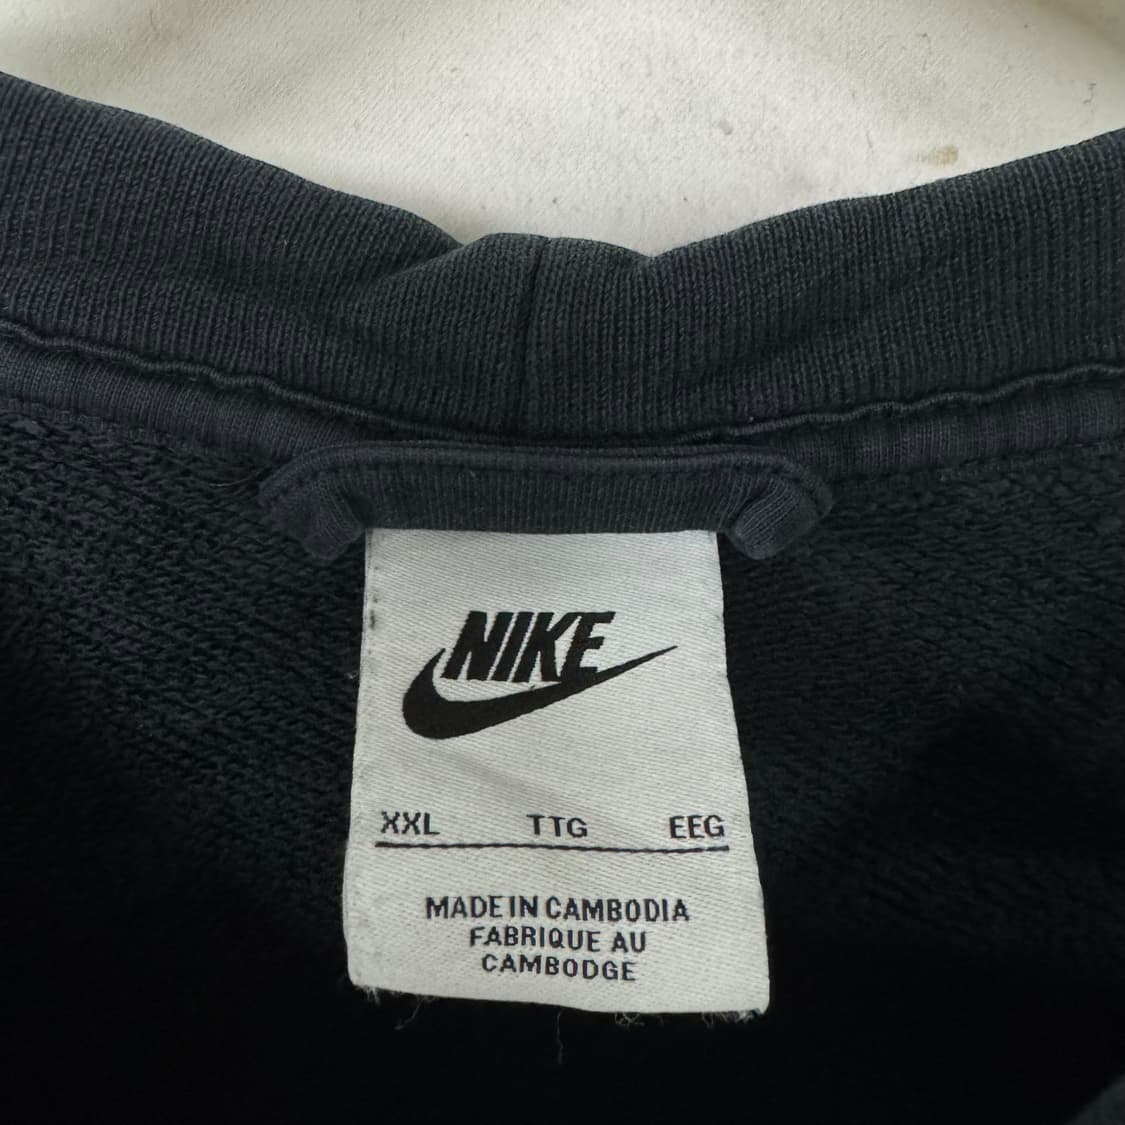 NIKE
XXL TTG EEG
MADE IN CAMBODIA
FABRIQUE AU
CAMBODGE